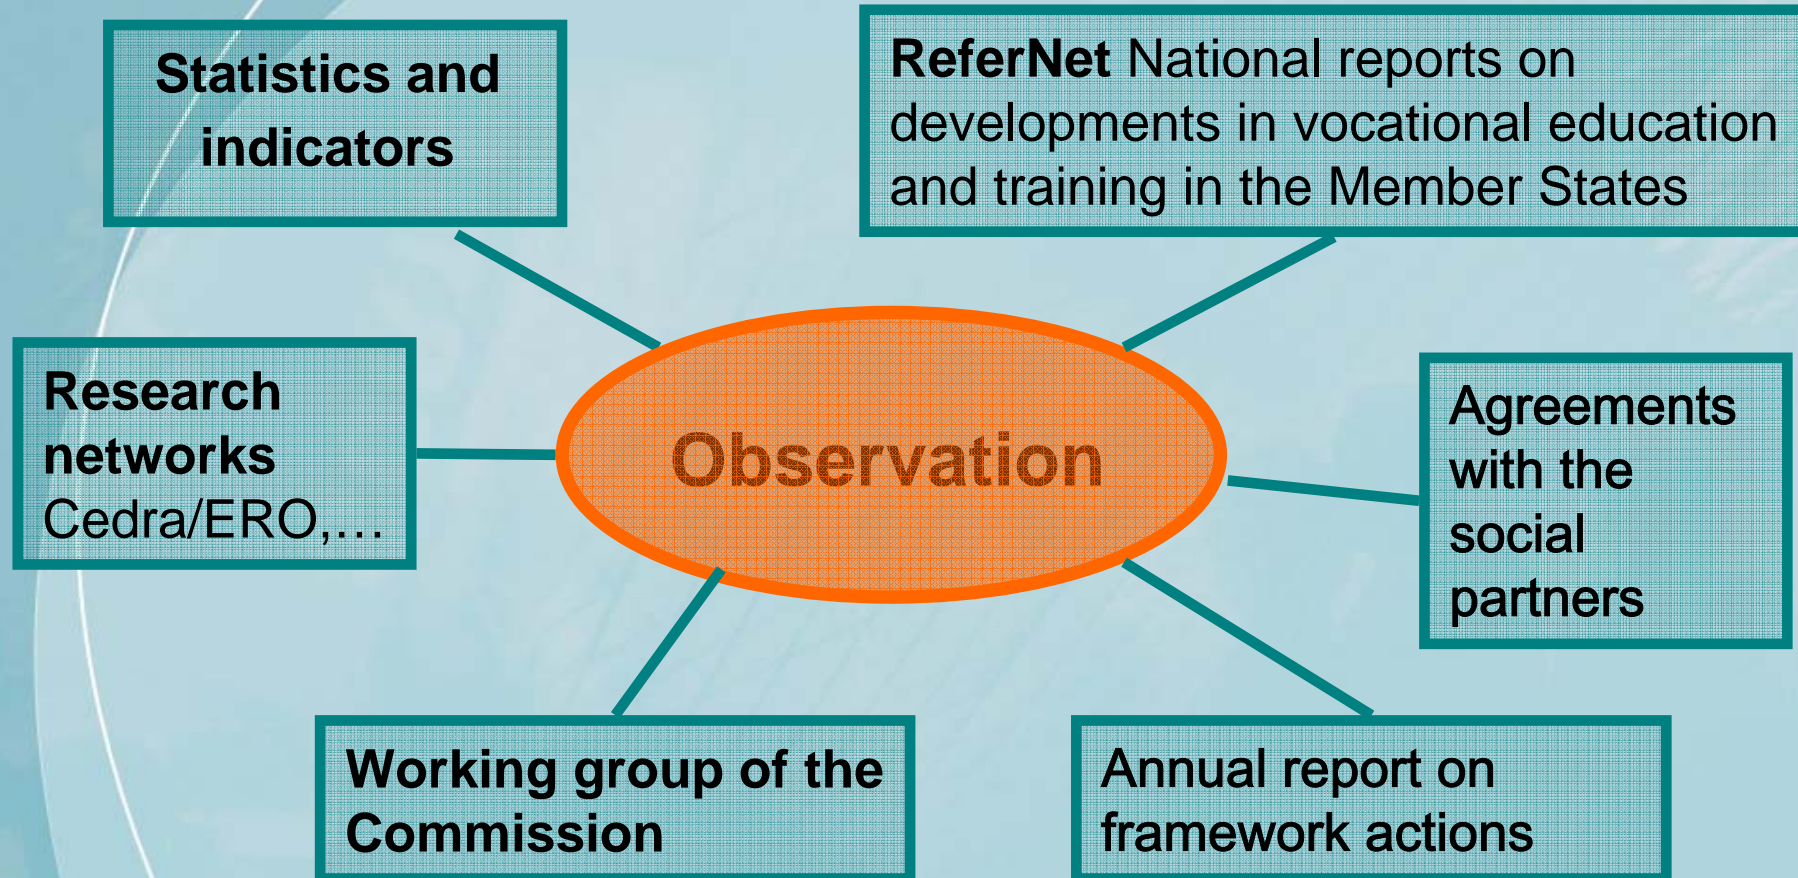 Statistics and
indicators
ReferNet National reports on
developments in vocational education
and training in the Member States
Research
networks
Cedra/ERO,…
Observation
Agreements
with the
social
partners
Working group of the
Commission
Annual report on
framework actions